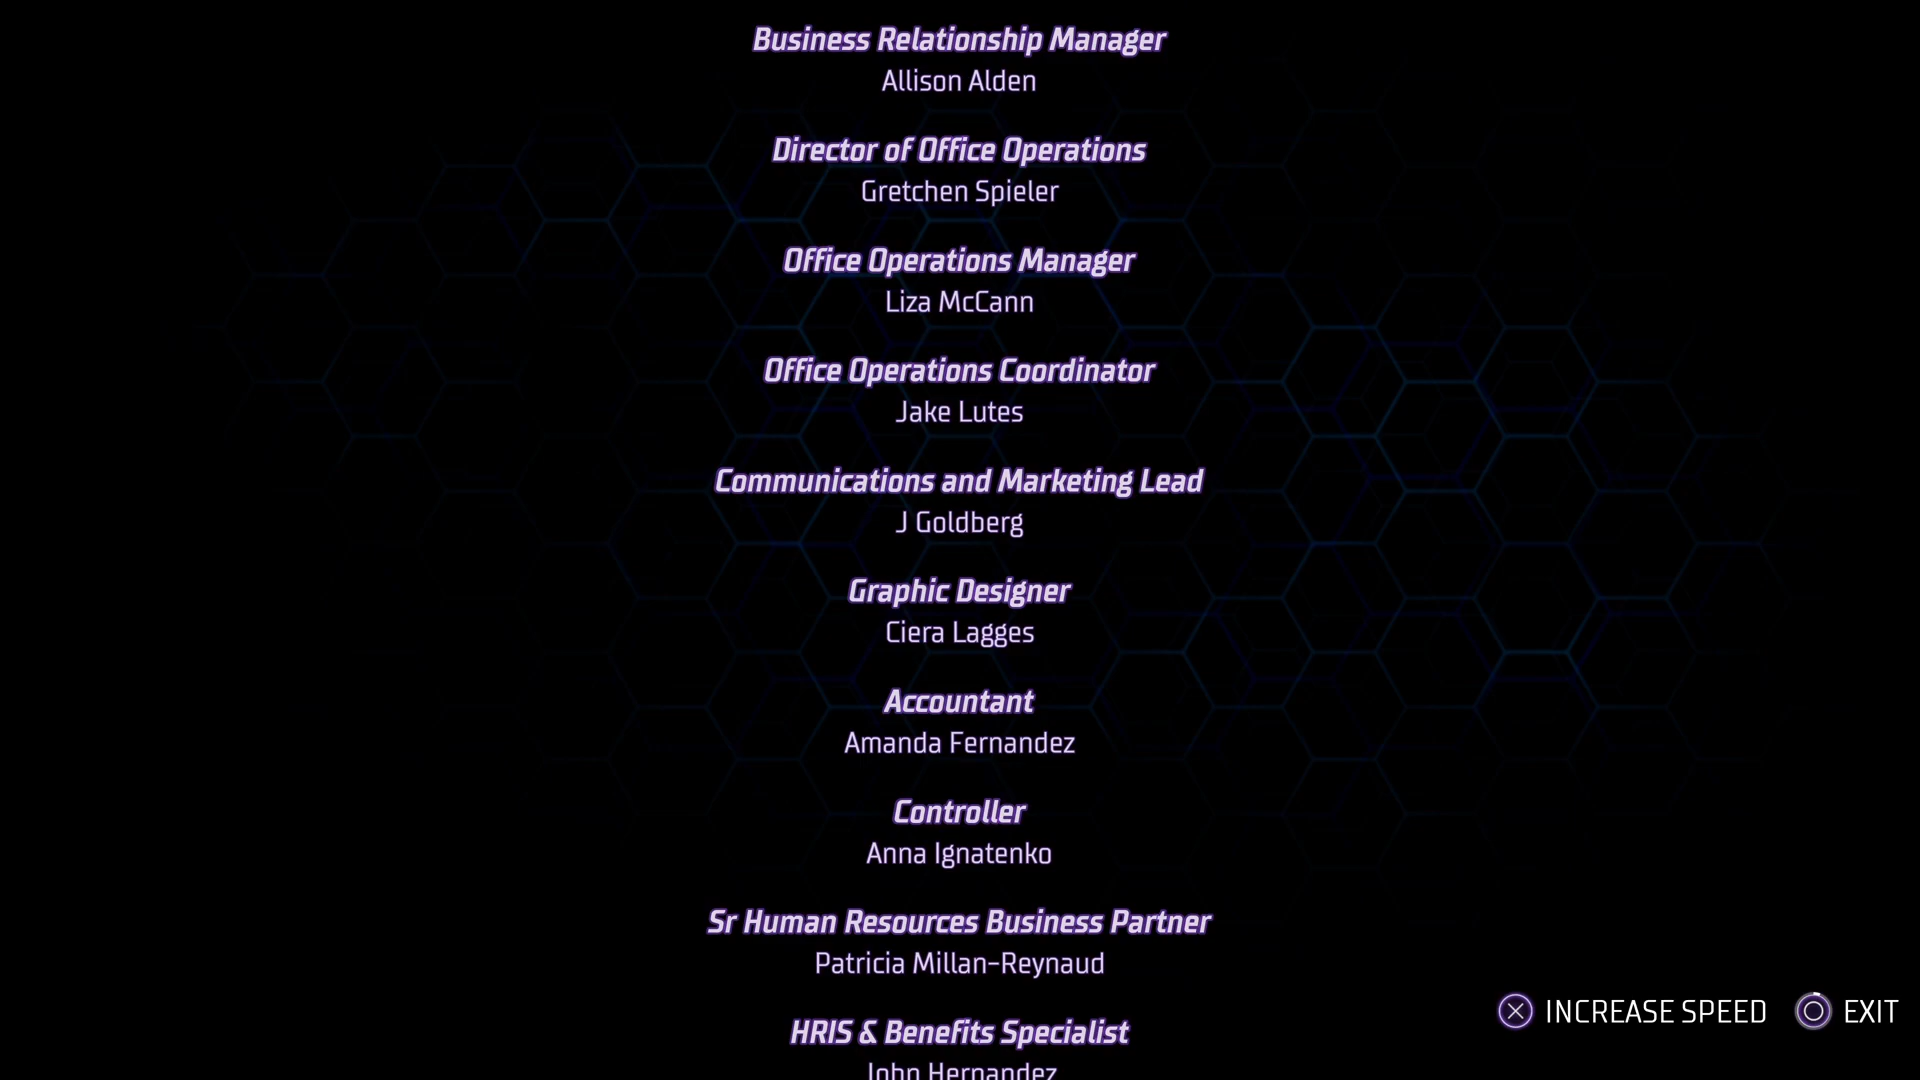 Business Relationship Manager
Allison Alden
Director of Office Operations
Gretchen Spieler
Office Operations Manager
Liza McCann
Office Operations Coordinator
Jake Lutes
Communications and Marketing Lead
J Goldberg
Graphic Designer
Ciera Lagges
Accountant
Amanda Fernandez
Controller
Anna Ignatenko
Sr Human Resources Business Partner
Patricia Millan-Reynaud
HRIS & Benefits Specialist
John Hernandez
INCREASE SPEED
EXIT